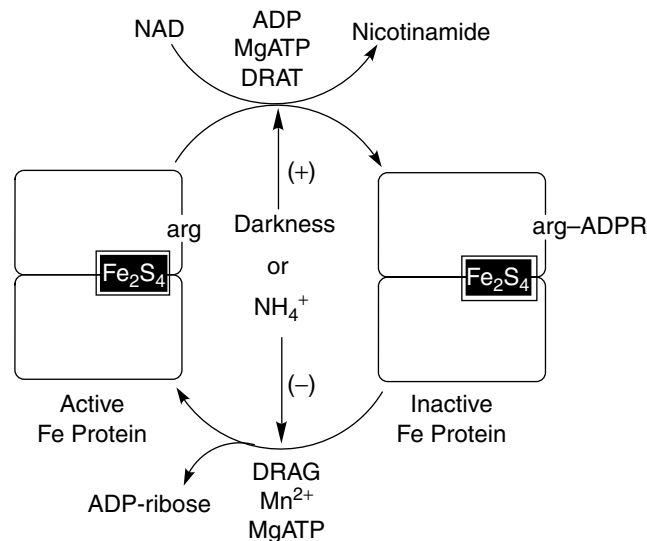 NAD
ADP
MgATP
DRAT
Nicotinamide
(+)
arg
Darkness
or
NH₄⁺
arg–ADPR
Fe₂S₄
Fe₂S₄
(–)
Active
Fe Protein
Inactive
Fe Protein
ADP-ribose
DRAG
Mn²⁺
MgATP